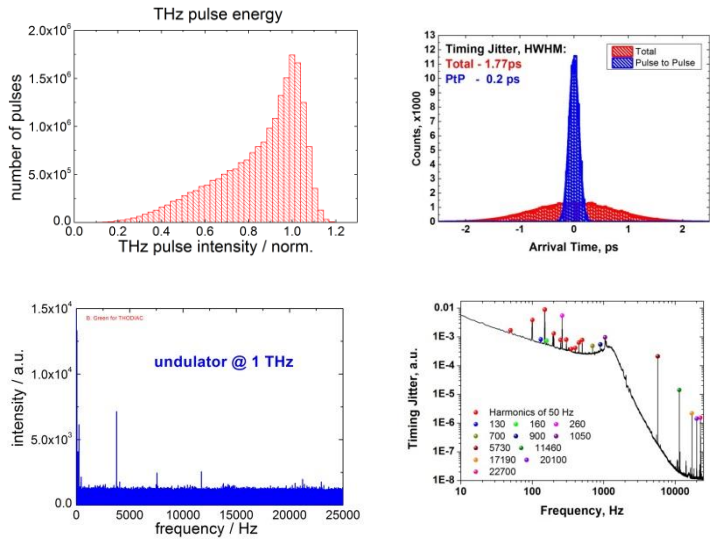 THz pulse energy
2.0x10⁶
1.5x10⁶
1.0x10⁶
5.0x10⁵
0.0
number of pulses
0.0 0.2 0.4 0.6 0.8 1.0 1.2
THz pulse intensity / norm.
13
12
11
10
9
8
7
6
5
4
3
2
1
0
Counts, x1000
Timing Jitter, HWHM:
Total - 1.77ps
PtP - 0.2 ps
Total
Pulse to Pulse
-2 -1 0 1 2
Arrival Time, ps
1.5x10⁴
1.0x10⁴
5.0x10³
0.0
intensity / a.u.
B. Green for THODIAC
undulator @ 1 THz
0 5000 10000 15000 20000 25000
frequency / Hz
0.01
1E-3
1E-4
1E-5
1E-6
1E-7
1E-8
Timing Jitter, a.u.
Harmonics of 50 Hz
130 160 260
700 900 1050
5730 11460
17190 20100
22700
10 100 1000 10000
Frequency, Hz